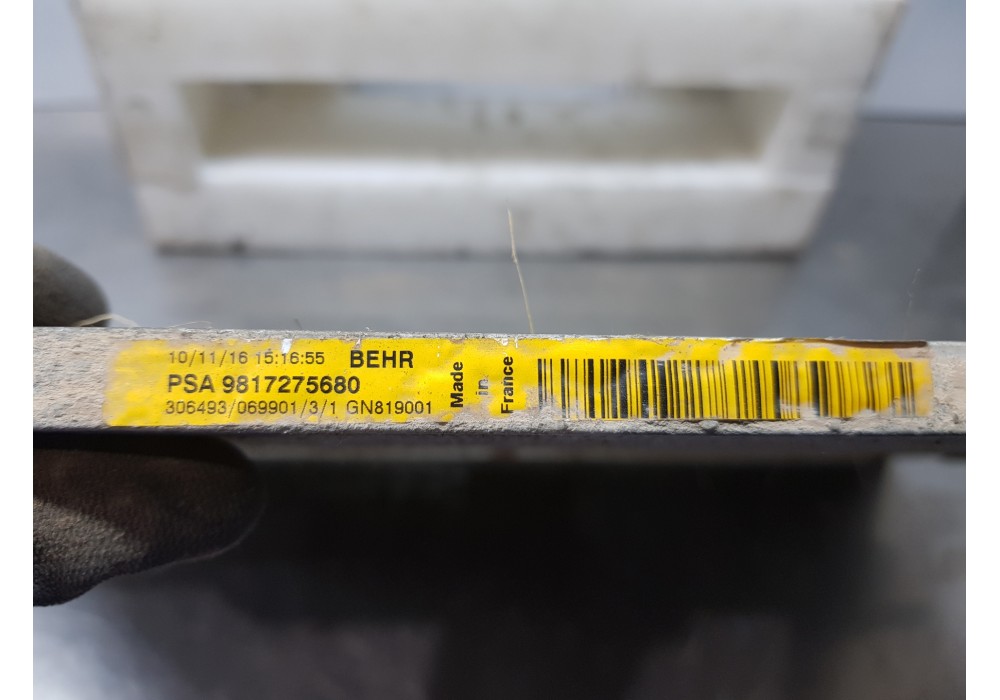 10/11/16 15:16:55 BEHR
PSA 9817275680
306493/069901/3/1 GN819001
Made
in
France